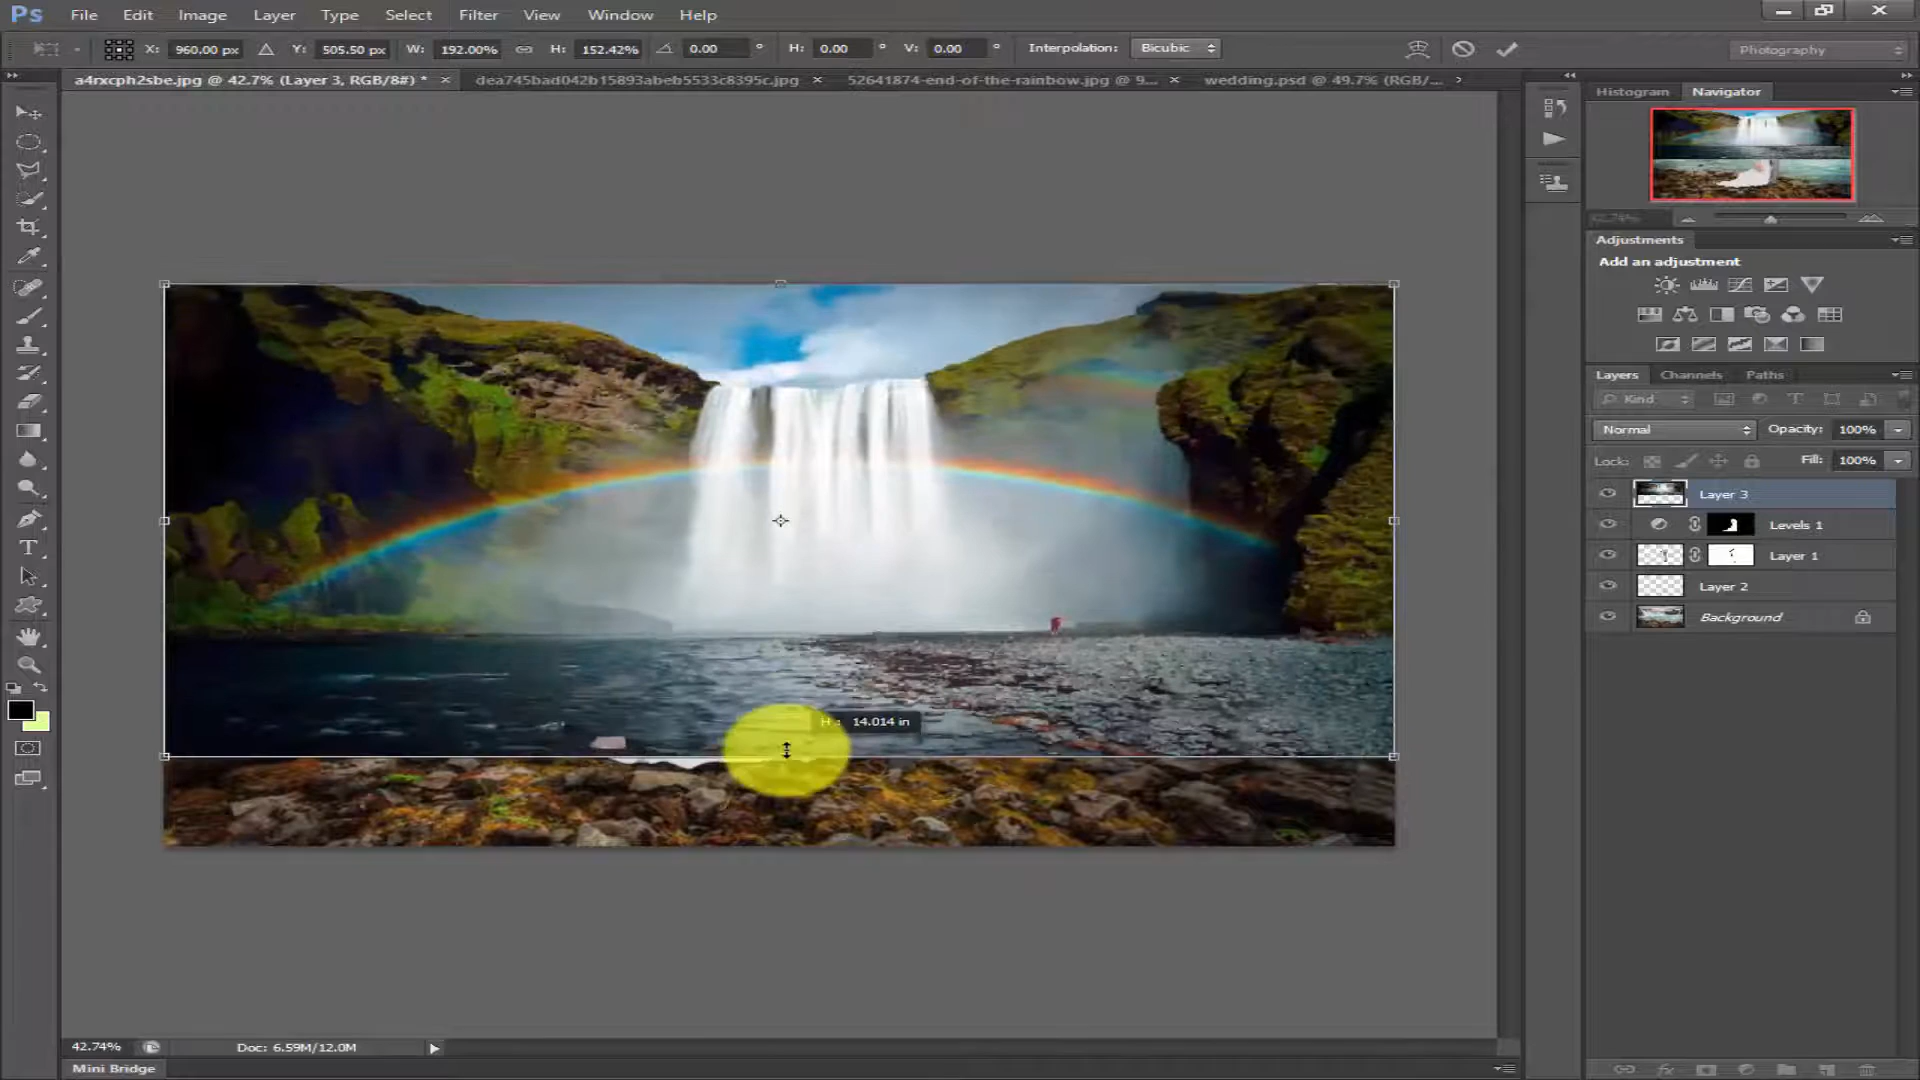 Ps File Edit Image Layer Type Select Filter View Window Help
X: 960.00 px Y: 505.50 px W: 192.00% H: 152.42% 0.00 ° H: 0.00 ° V: 0.00 ° Interpolation: Bicubic Photography
a4rxcph2sbe.jpg @ 42.7% (Layer 3, RGB/8#) * × dea745bad042b15893abeb5533c8395c.jpg × 52641874-end-of-the-rainbow.jpg @ 9... × wedding.psd @ 49.7% (RGB/...
Histogram Navigator
Adjustments
Add an adjustment
Layers Channels Paths
Kind
Normal Opacity: 100%
Lock: Fill: 100%
Layer 3
Levels 1
Layer 1
Layer 2
Background
H: 14.014 in
42.74% Doc: 6.59M/12.0M
Mini Bridge